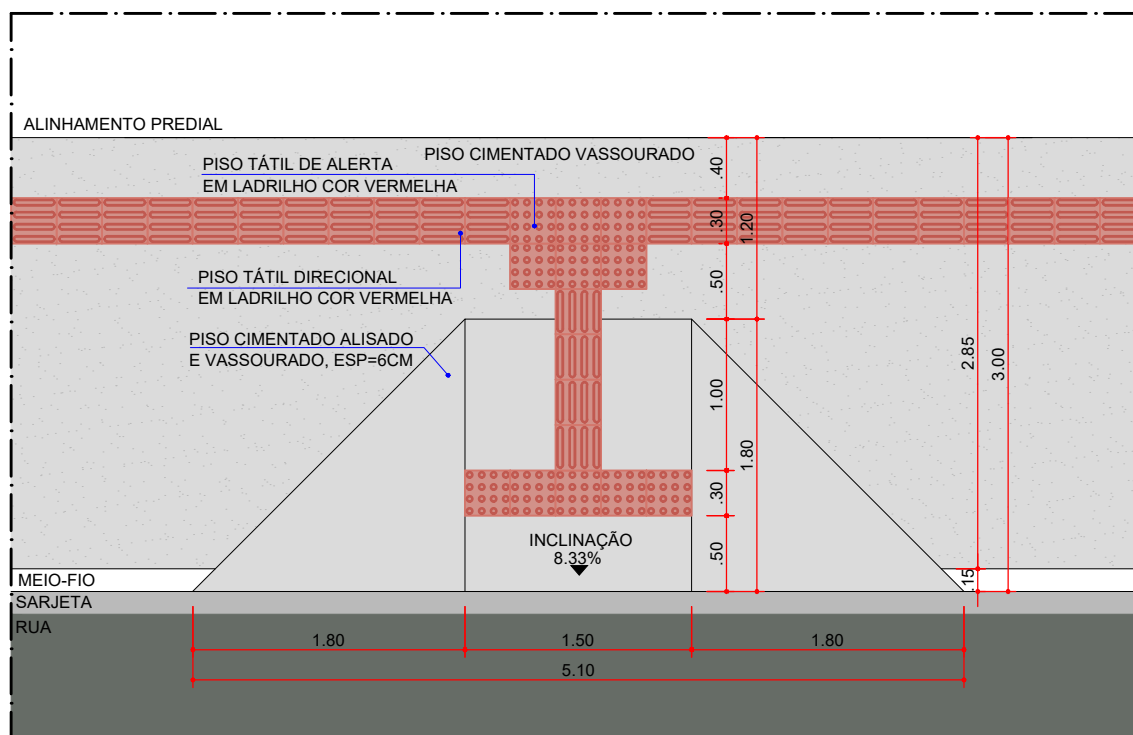 ALINHAMENTO PREDIAL
PISO TÁTIL DE ALERTA
EM LADRILHO COR VERMELHA
PISO CIMENTADO VASSOURADO
.40
.30
1.20
.50
PISO TÁTIL DIRECIONAL
EM LADRILHO COR VERMELHA
PISO CIMENTADO ALISADO
E VASSOURADO, ESP=6CM
2.85
3.00
1.00
1.80
.30
.50
INCLINAÇÃO
8.33%
.15
MEIO-FIO
SARJETA
RUA
1.80
1.50
1.80
5.10